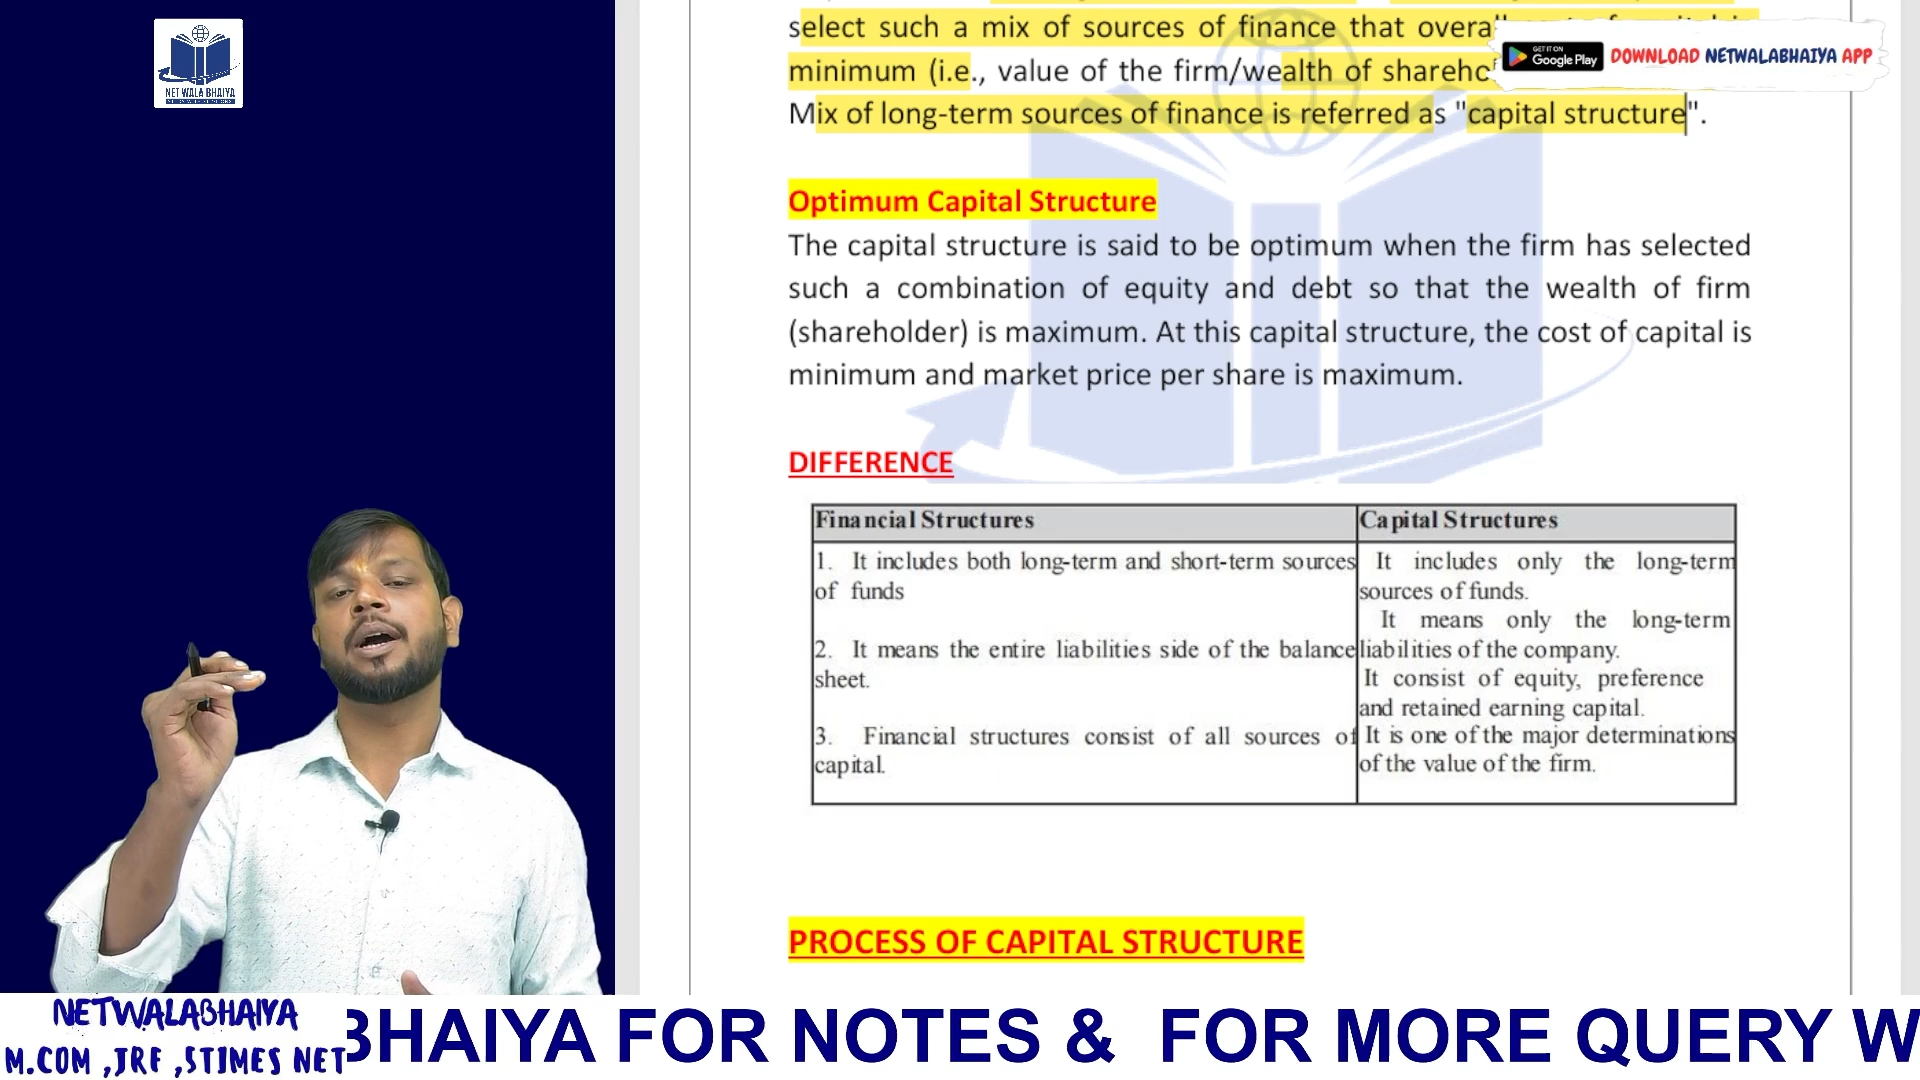 NET WALA BHAIYA
select such a mix of sources of finance that
minimum (i.e., value of the firm/wealth of
GET IT ON
Google Play
DOWNLOAD NETWALABHAIYA APP
Mix of long-term sources of finance is referred as "capital structure".
Optimum Capital Structure
The capital structure is said to be optimum when the firm has selected
such a combination of equity and debt so that the wealth of firm
(shareholder) is maximum. At this capital structure, the cost of capital is
minimum and market price per share is maximum.
DIFFERENCE
Financial Structures
1. It includes both long-term and short-term sources
of funds
2. It means the entire liabilities side of the balance
sheet.
3. Financial structures consist of all sources of
capital.
Capital Structures
It includes only the long-term
sources of funds.
It means only the long-term
liabilities of the company.
It consist of equity, preference
and retained earning capital.
It is one of the major determinations
of the value of the firm.
PROCESS OF CAPITAL STRUCTURE
NETWALABHAIYA
M.COM ,JRF ,5TIMES NET
BHAIYA FOR NOTES & FOR MORE QUERY W